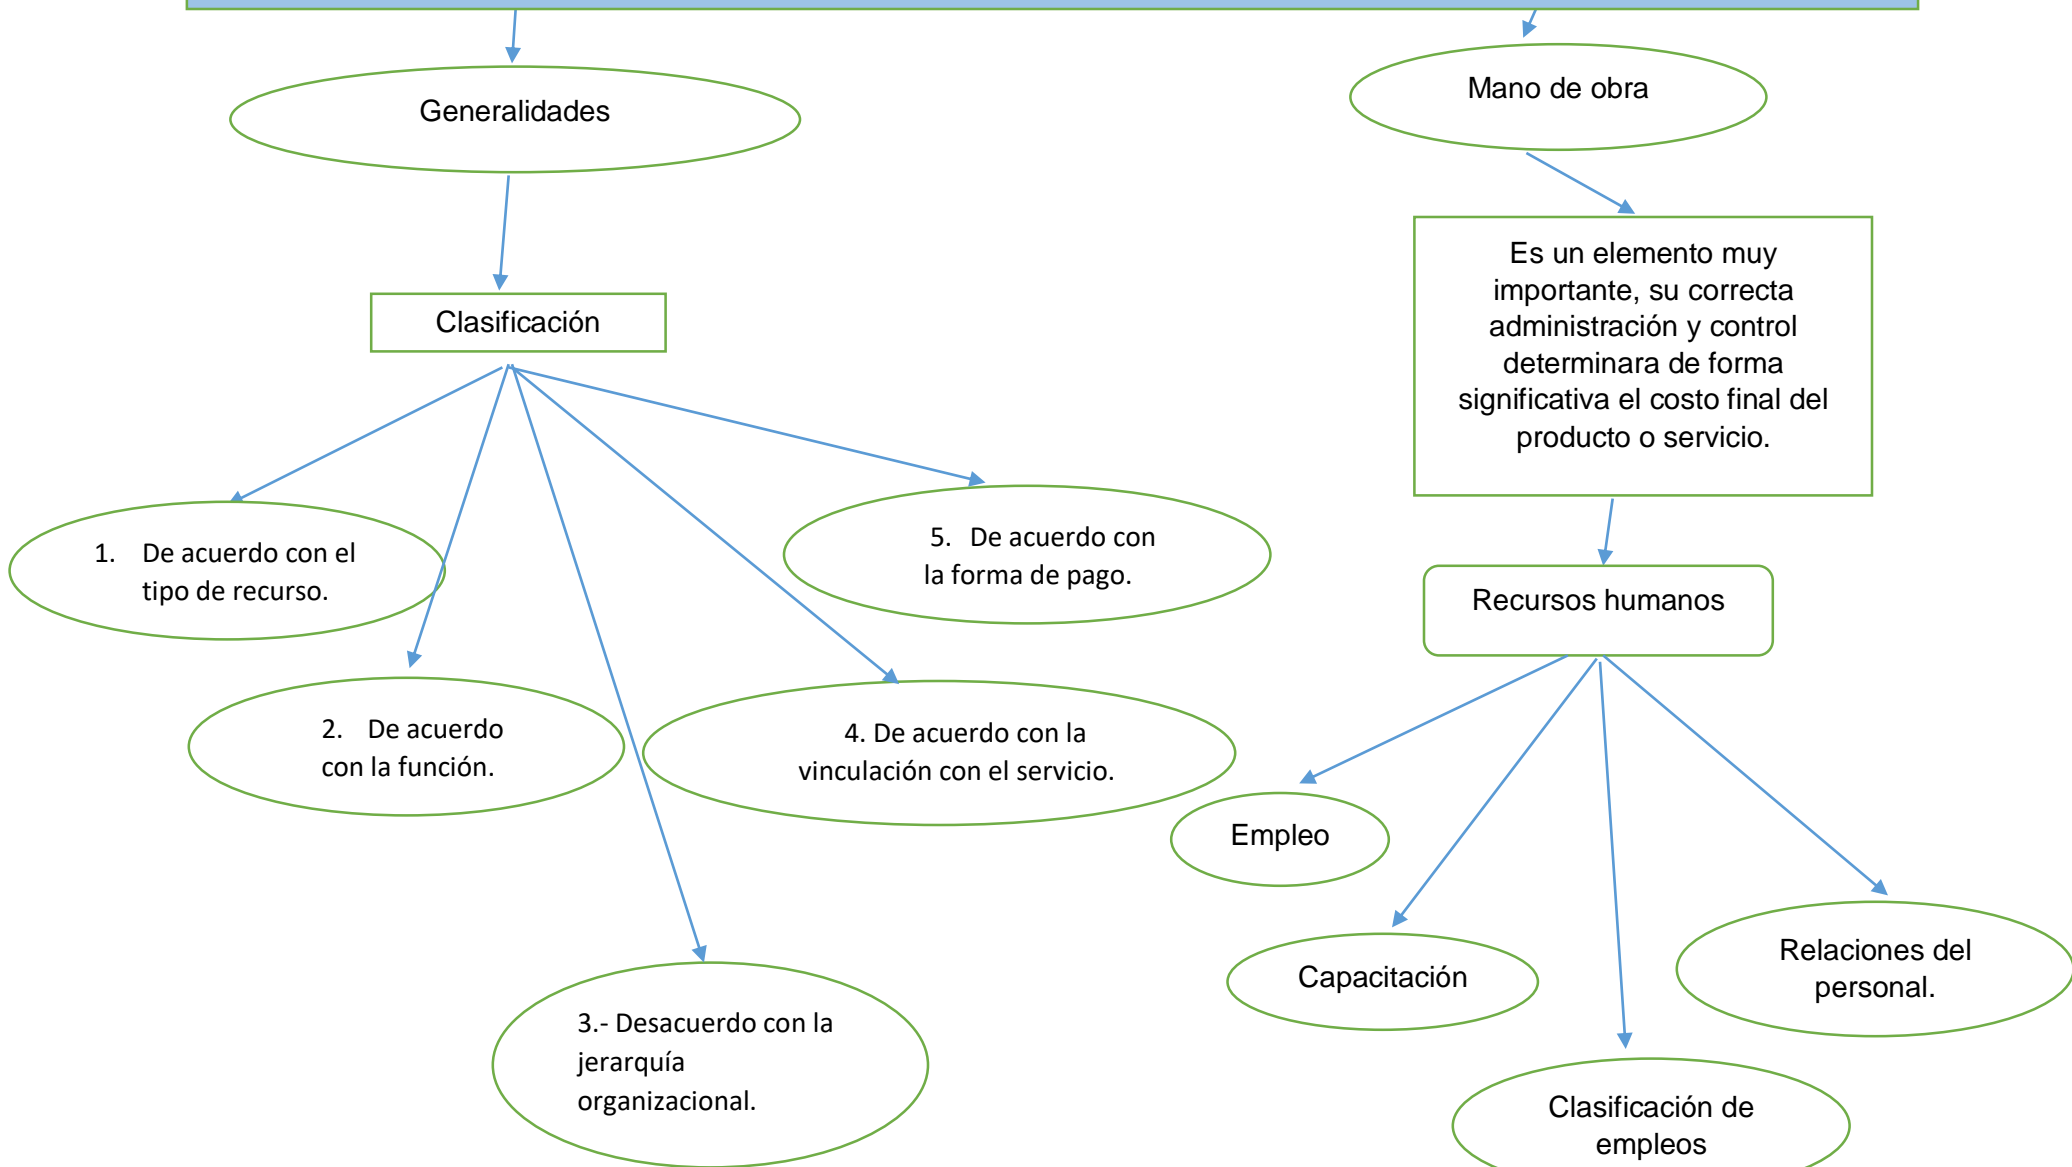 Generalidades
Clasificación
1. De acuerdo con el
tipo de recurso.
2. De acuerdo
con la función.
3.- Desacuerdo con la
jerarquía
organizacional.
4. De acuerdo con la
vinculación con el servicio.
5. De acuerdo con
la forma de pago.
Mano de obra
Es un elemento muy
importante, su correcta
administración y control
determinara de forma
significativa el costo final del
producto o servicio.
Recursos humanos
Empleo
Capacitación
Clasificación de
empleos
Relaciones del
personal.